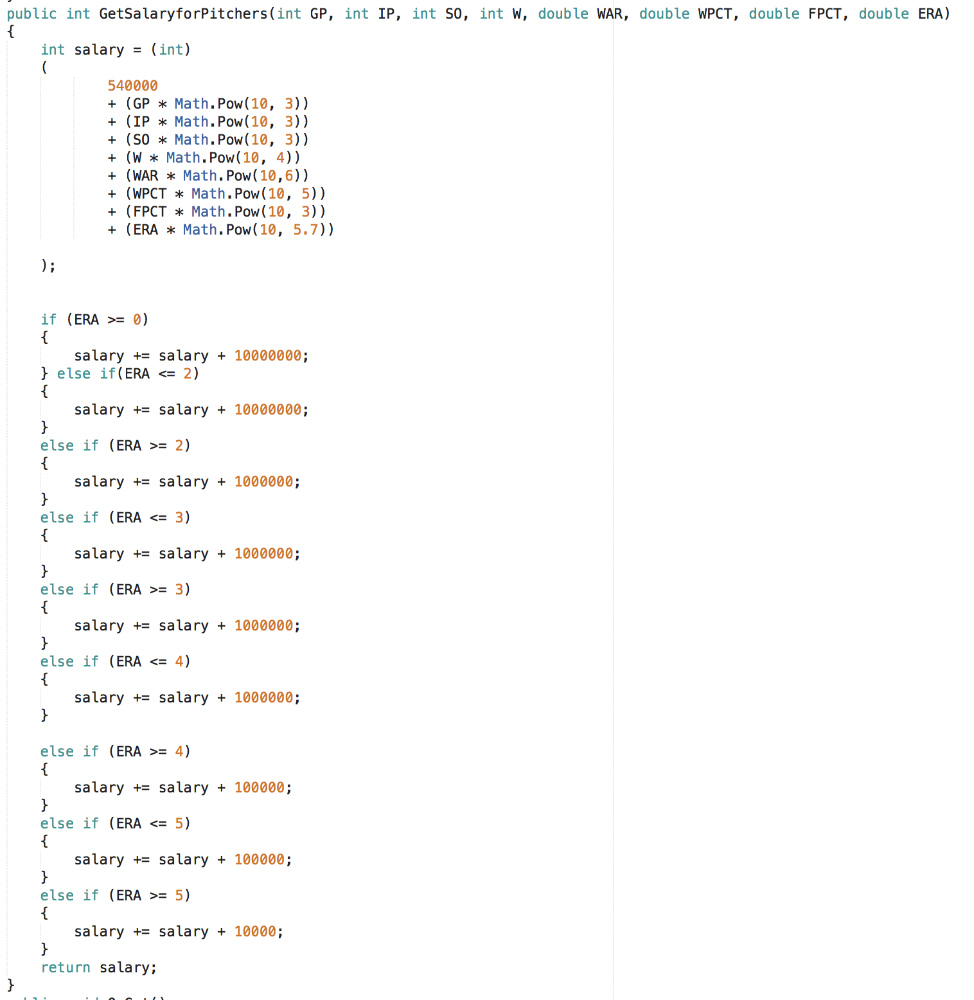 public int GetSalaryforPitchers(int GP, int IP, int SO, int W, double WAR, double WPCT, double FPCT, double ERA)
{
int salary = (int)
(
540000
+ (GP * Math.Pow(10, 3))
+ (IP * Math.Pow(10, 3))
+ (SO * Math.Pow(10, 3))
+ (W * Math.Pow(10, 4))
+ (WAR * Math.Pow(10,6))
+ (WPCT * Math.Pow(10, 5))
+ (FPCT * Math.Pow(10, 3))
+ (ERA * Math.Pow(10, 5.7))
);
if (ERA >= 0)
{
salary += salary + 10000000;
} else if(ERA <= 2)
{
salary += salary + 10000000;
}
else if (ERA >= 2)
{
salary += salary + 1000000;
}
else if (ERA <= 3)
{
salary += salary + 1000000;
}
else if (ERA >= 3)
{
salary += salary + 1000000;
}
else if (ERA <= 4)
{
salary += salary + 1000000;
}
else if (ERA >= 4)
{
salary += salary + 100000;
}
else if (ERA <= 5)
{
salary += salary + 100000;
}
else if (ERA >= 5)
{
salary += salary + 10000;
}
return salary;
}